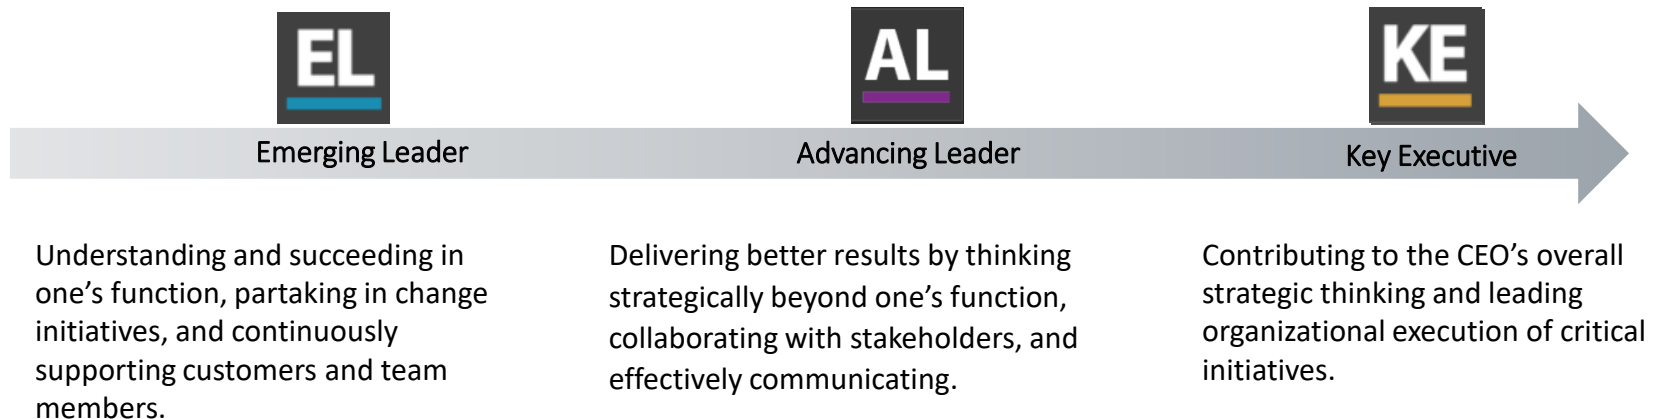 EL
AL
KE
Emerging Leader
Advancing Leader
Key Executive
Understanding and succeeding in
one’s function, partaking in change
initiatives, and continuously
supporting customers and team
members.
Delivering better results by thinking
strategically beyond one’s function,
collaborating with stakeholders, and
effectively communicating.
Contributing to the CEO’s overall
strategic thinking and leading
organizational execution of critical
initiatives.